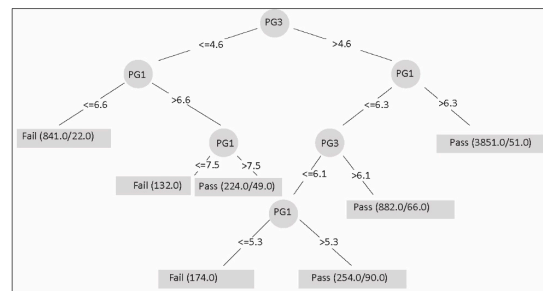 PG3
<=4.6 >4.6
PG1 PG1
<=6.6 >6.6 <=6.3 >6.3
Fail (841.0/22.0) PG1 PG3 Pass (3851.0/51.0)
<=7.5 >7.5 <=6.1 >6.1
Fail (132.0) Pass (224.0/49.0) PG1 Pass (882.0/66.0)
<=5.3 >5.3
Fail (174.0) Pass (254.0/90.0)